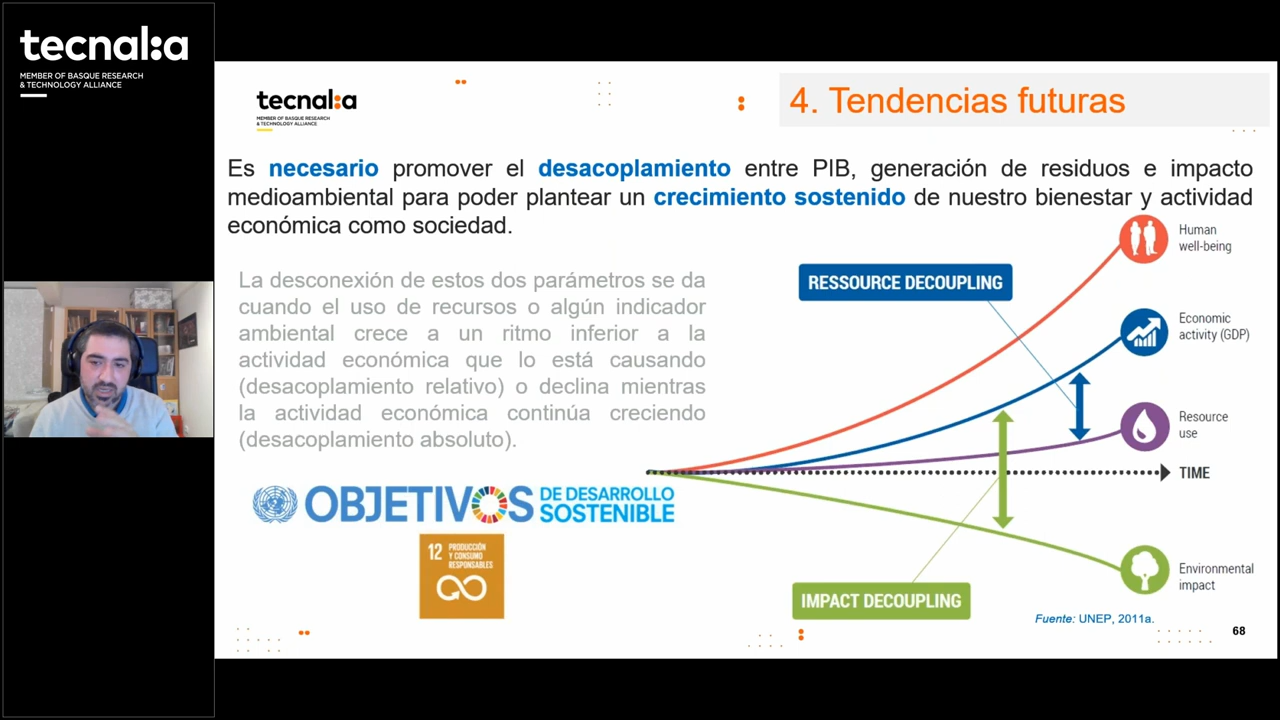 tecnal:a
MEMBER OF BASQUE RESEARCH
& TECHNOLOGY ALLIANCE
tecnal:a
MEMBER OF BASQUE RESEARCH
& TECHNOLOGY ALLIANCE
4. Tendencias futuras
Es necesario promover el desacoplamiento entre PIB, generación de residuos e impacto
medioambiental para poder plantear un crecimiento sostenido de nuestro bienestar y actividad
económica como sociedad.
La desconexión de estos dos parámetros se da
cuando el uso de recursos o algún indicador
ambiental crece a un ritmo inferior a la
actividad económica que lo está causando
(desacoplamiento relativo) o declina mientras
la actividad económica continúa creciendo
(desacoplamiento absoluto).
OBJETIVOS DE DESARROLLO
SOSTENIBLE
12 PRODUCCIÓN
Y CONSUMO
RESPONSABLES
RESSOURCE DECOUPLING
Human
well-being
Economic
activity (GDP)
Resource
use
TIME
Environmental
impact
IMPACT DECOUPLING
Fuente: UNEP, 2011a.
68